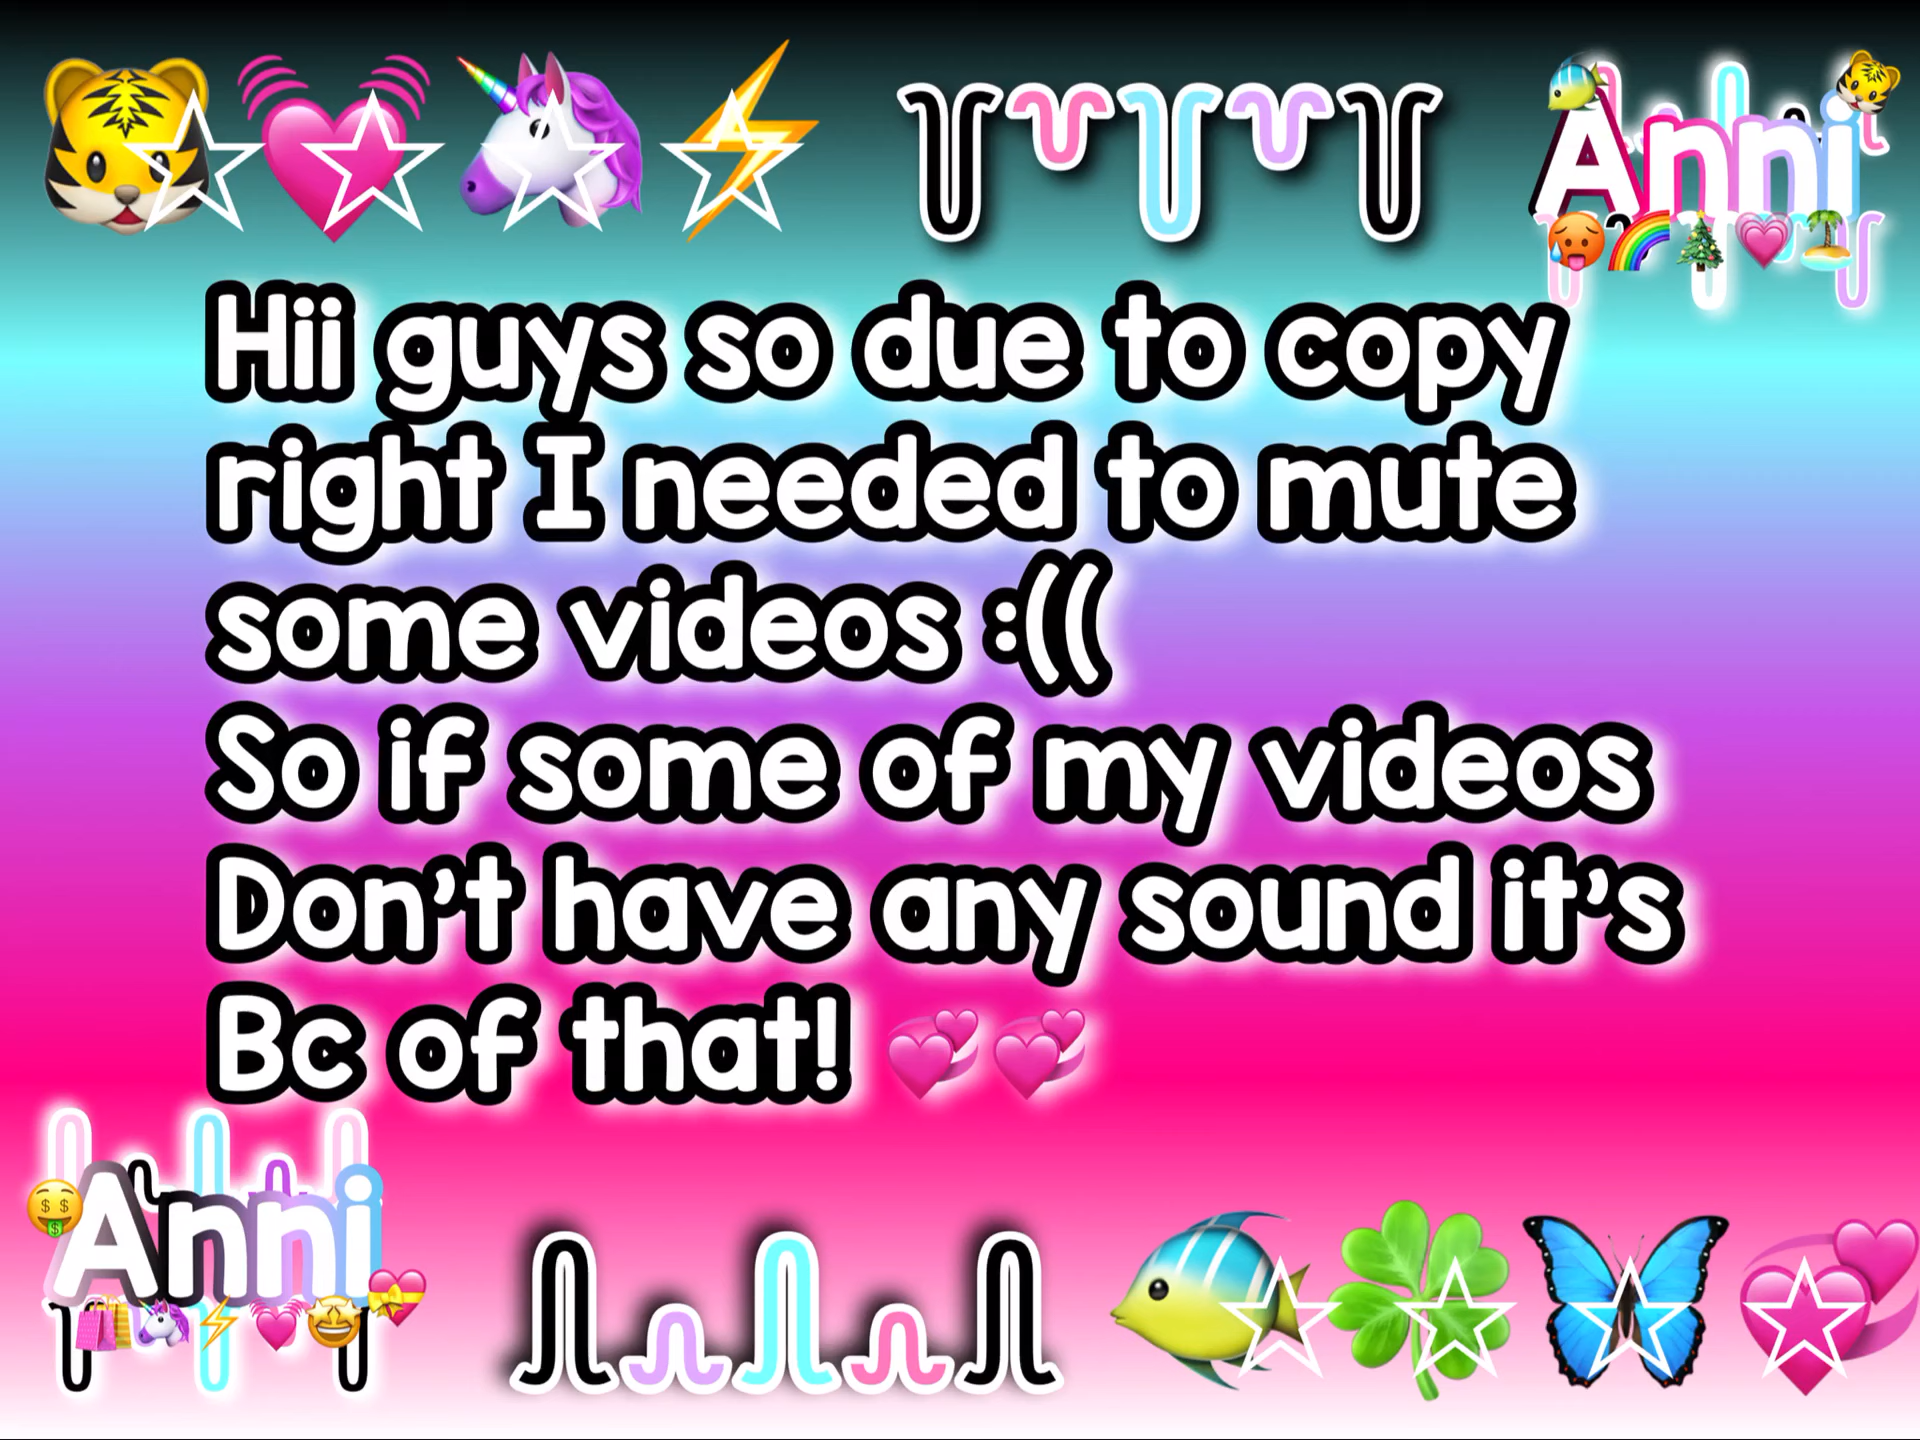 Anni
Hii guys so due to copy
right I needed to mute
some videos :((
So if some of my videos
Don't have any sound it's
Bc of that! 💞💞
Anni